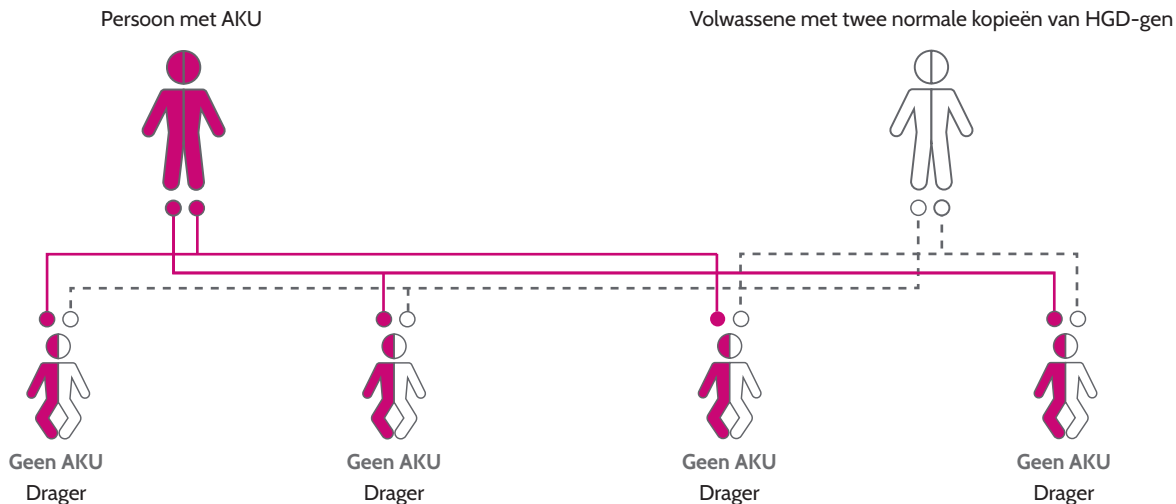 Persoon met AKU
Volwassene met twee normale kopieën van HGD-gen
Geen AKU
Drager
Geen AKU
Drager
Geen AKU
Drager
Geen AKU
Drager